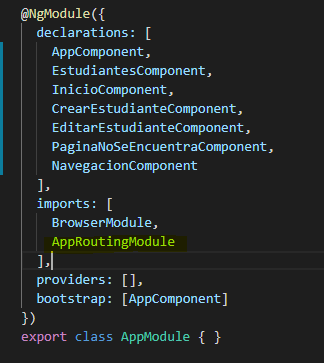 @NgModule({
  declarations: [
    AppComponent,
    EstudiantesComponent,
    InicioComponent,
    CrearEstudianteComponent,
    EditarEstudianteComponent,
    PaginaNoSeEncuentraComponent,
    NavegacionComponent
  ],
  imports: [
    BrowserModule,
    AppRoutingModule
  ],
  providers: [],
  bootstrap: [AppComponent]
})
export class AppModule { }